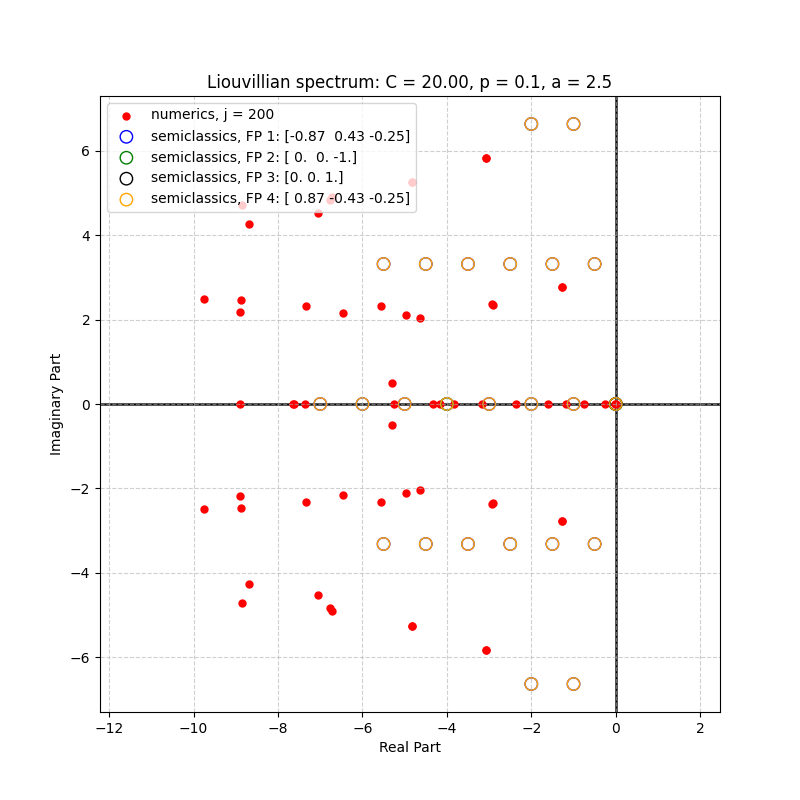 Liouvillian spectrum: C = 20.00, p = 0.1, a = 2.5
numerics, j = 200
semiclassics, FP 1: [-0.87  0.43 -0.25]
semiclassics, FP 2: [ 0.  0. -1.]
semiclassics, FP 3: [0. 0. 1.]
semiclassics, FP 4: [ 0.87 -0.43 -0.25]
Imaginary Part
6
4
2
0
−2
−4
−6
−12 −10 −8 −6 −4 −2 0 2
Real Part